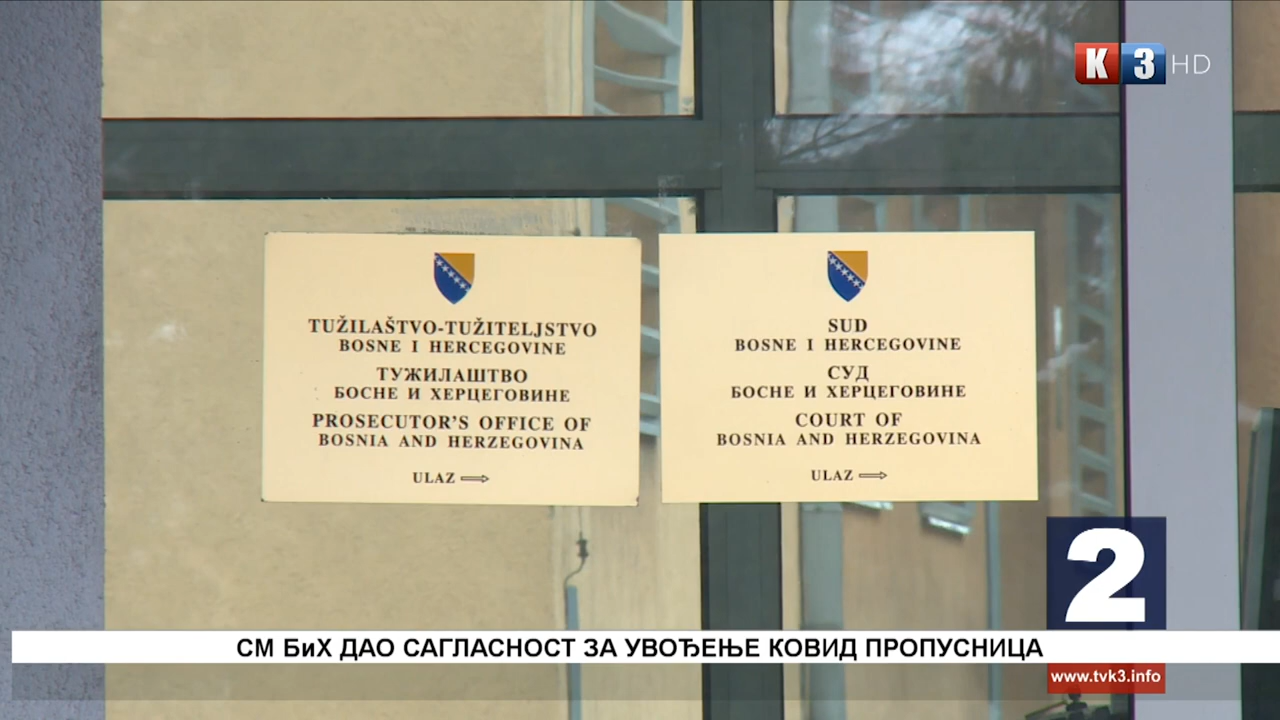 К3 HD
TUŽILAŠTVO-TUŽITELJSTVO
BOSNE I HERCEGOVINE
ТУЖИЛАШТВО
БОСНЕ И ХЕРЦЕГОВИНЕ
PROSECUTOR'S OFFICE OF
BOSNIA AND HERZEGOVINA
ULAZ
SUD
BOSNE I HERCEGOVINE
СУД
БОСНЕ И ХЕРЦЕГОВИНЕ
COURT OF
BOSNIA AND HERZEGOVINA
ULAZ
2
СМ БиХ ДАО САГЛАСНОСТ ЗА УВОЂЕЊЕ КОВИД ПРОПУСНИЦА
www.tvk3.info